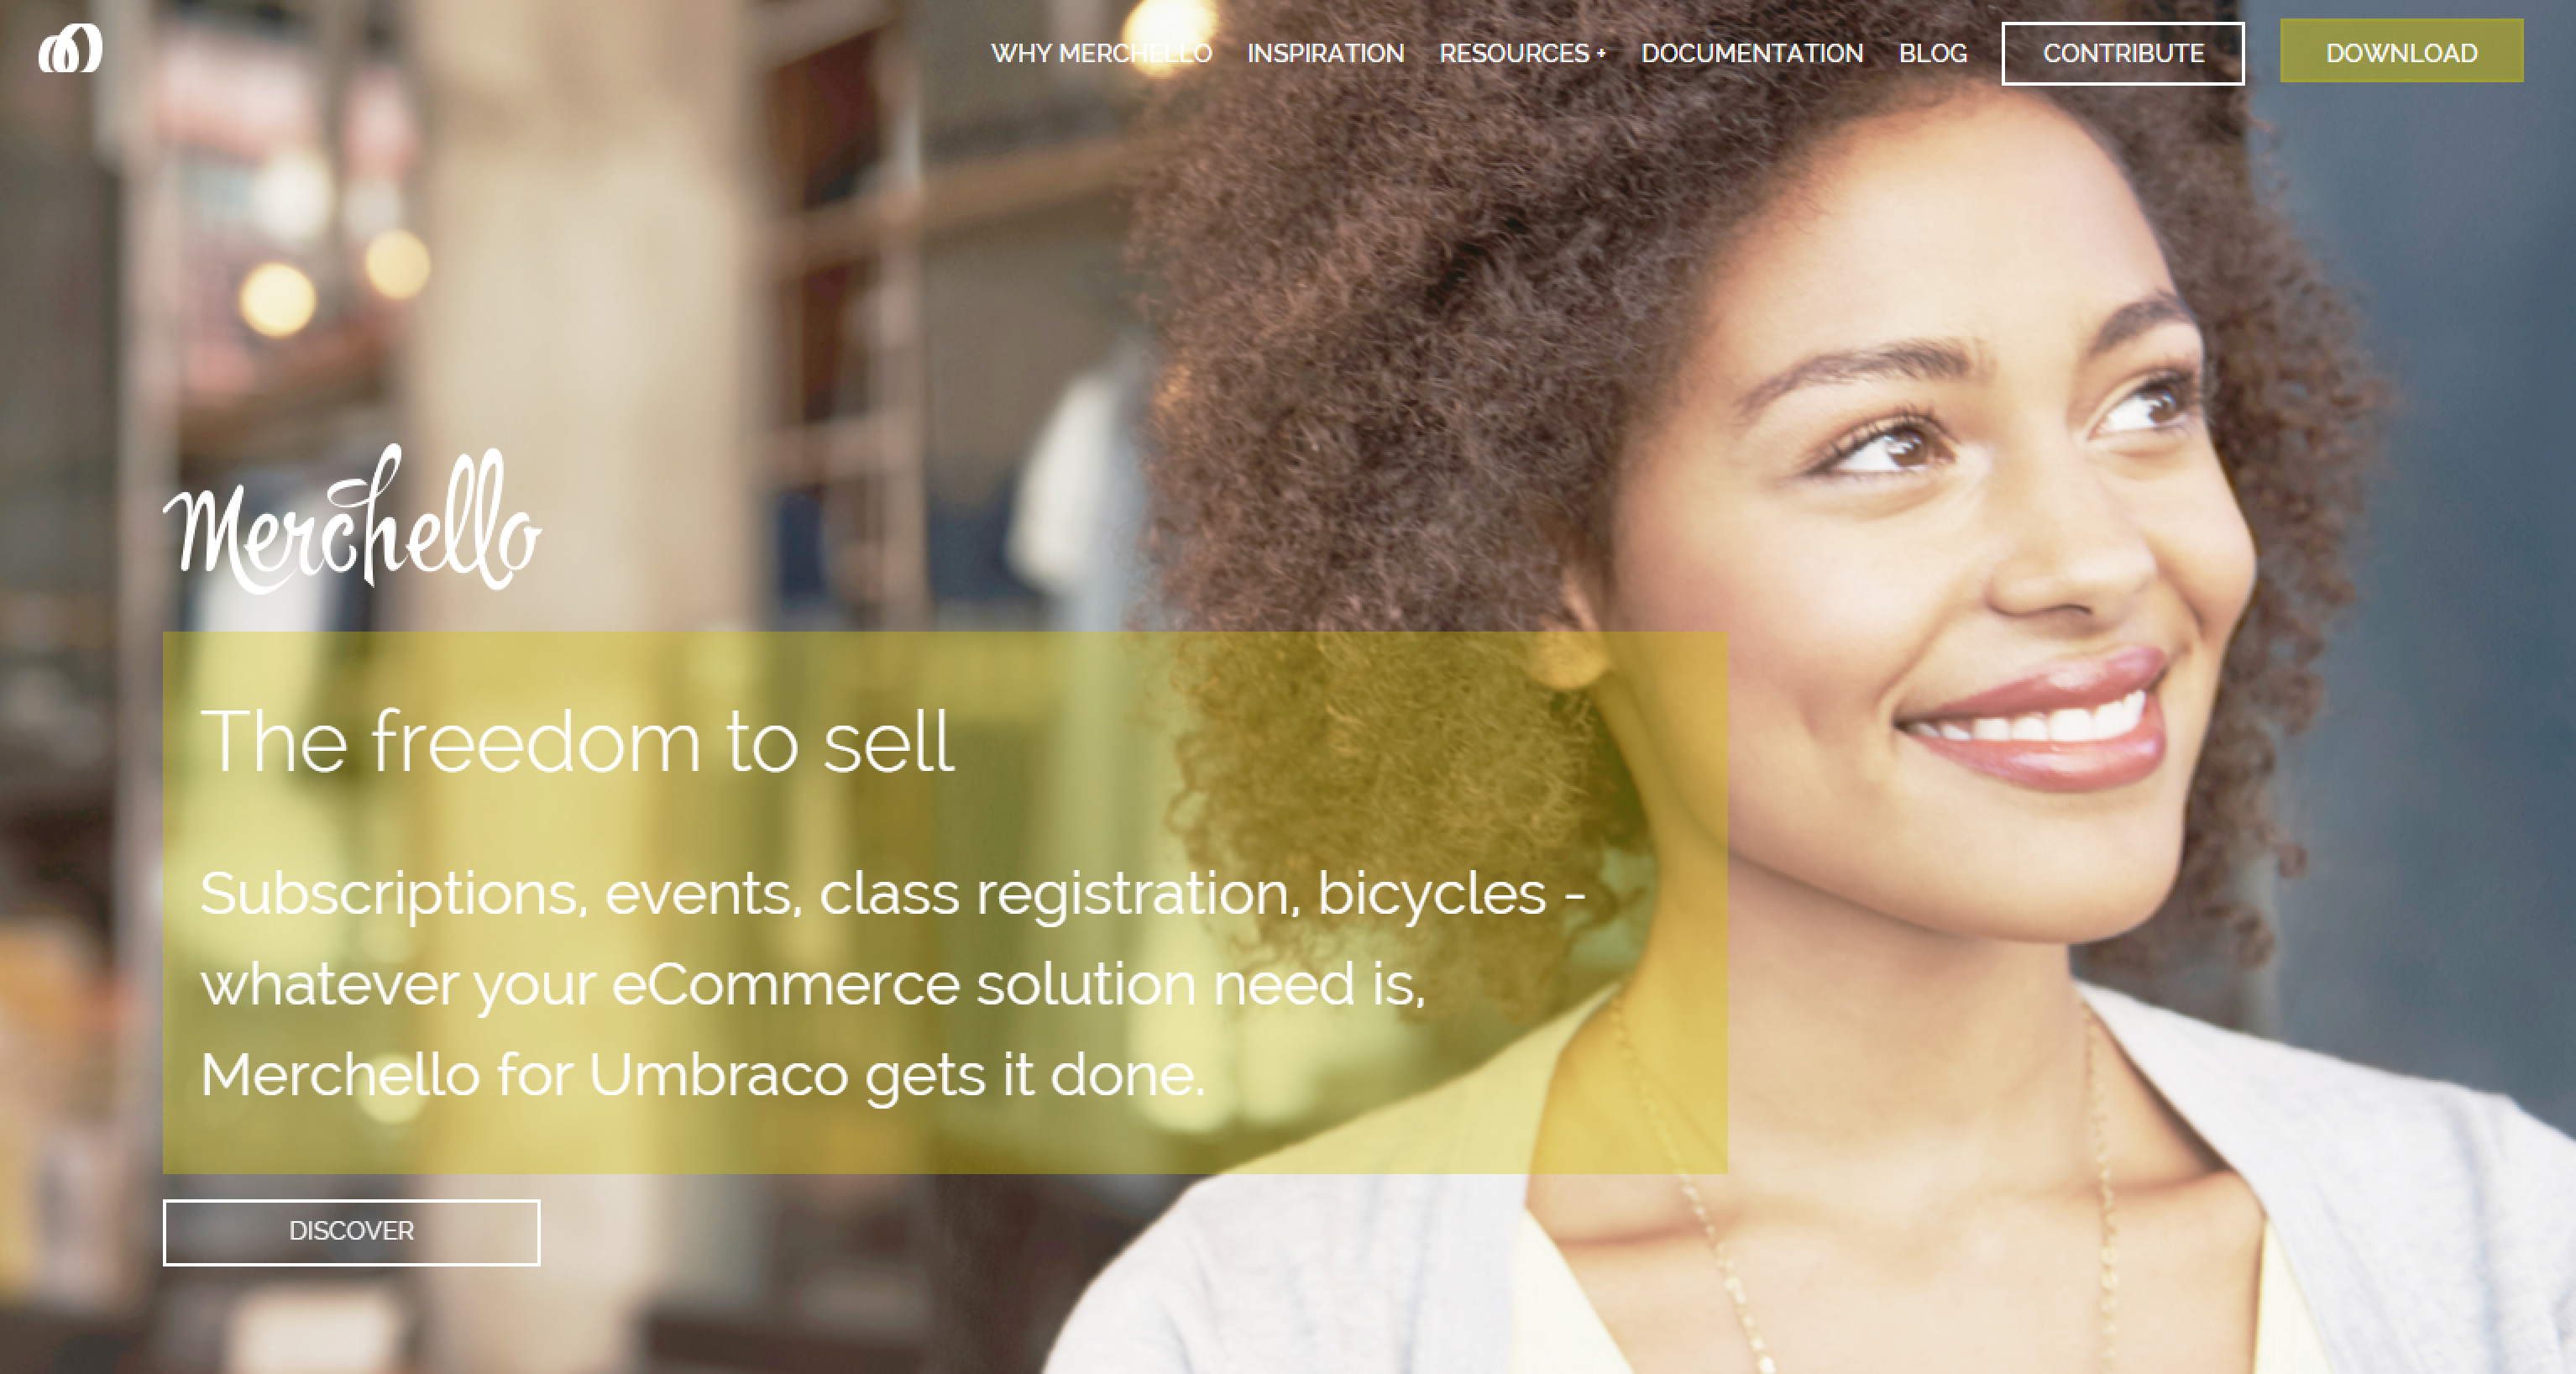 WHY MERCHELLO INSPIRATION RESOURCES + DOCUMENTATION BLOG CONTRIBUTE DOWNLOAD
Merchello
The freedom to sell
Subscriptions, events, class registration, bicycles -
whatever your eCommerce solution need is,
Merchello for Umbraco gets it done.
DISCOVER